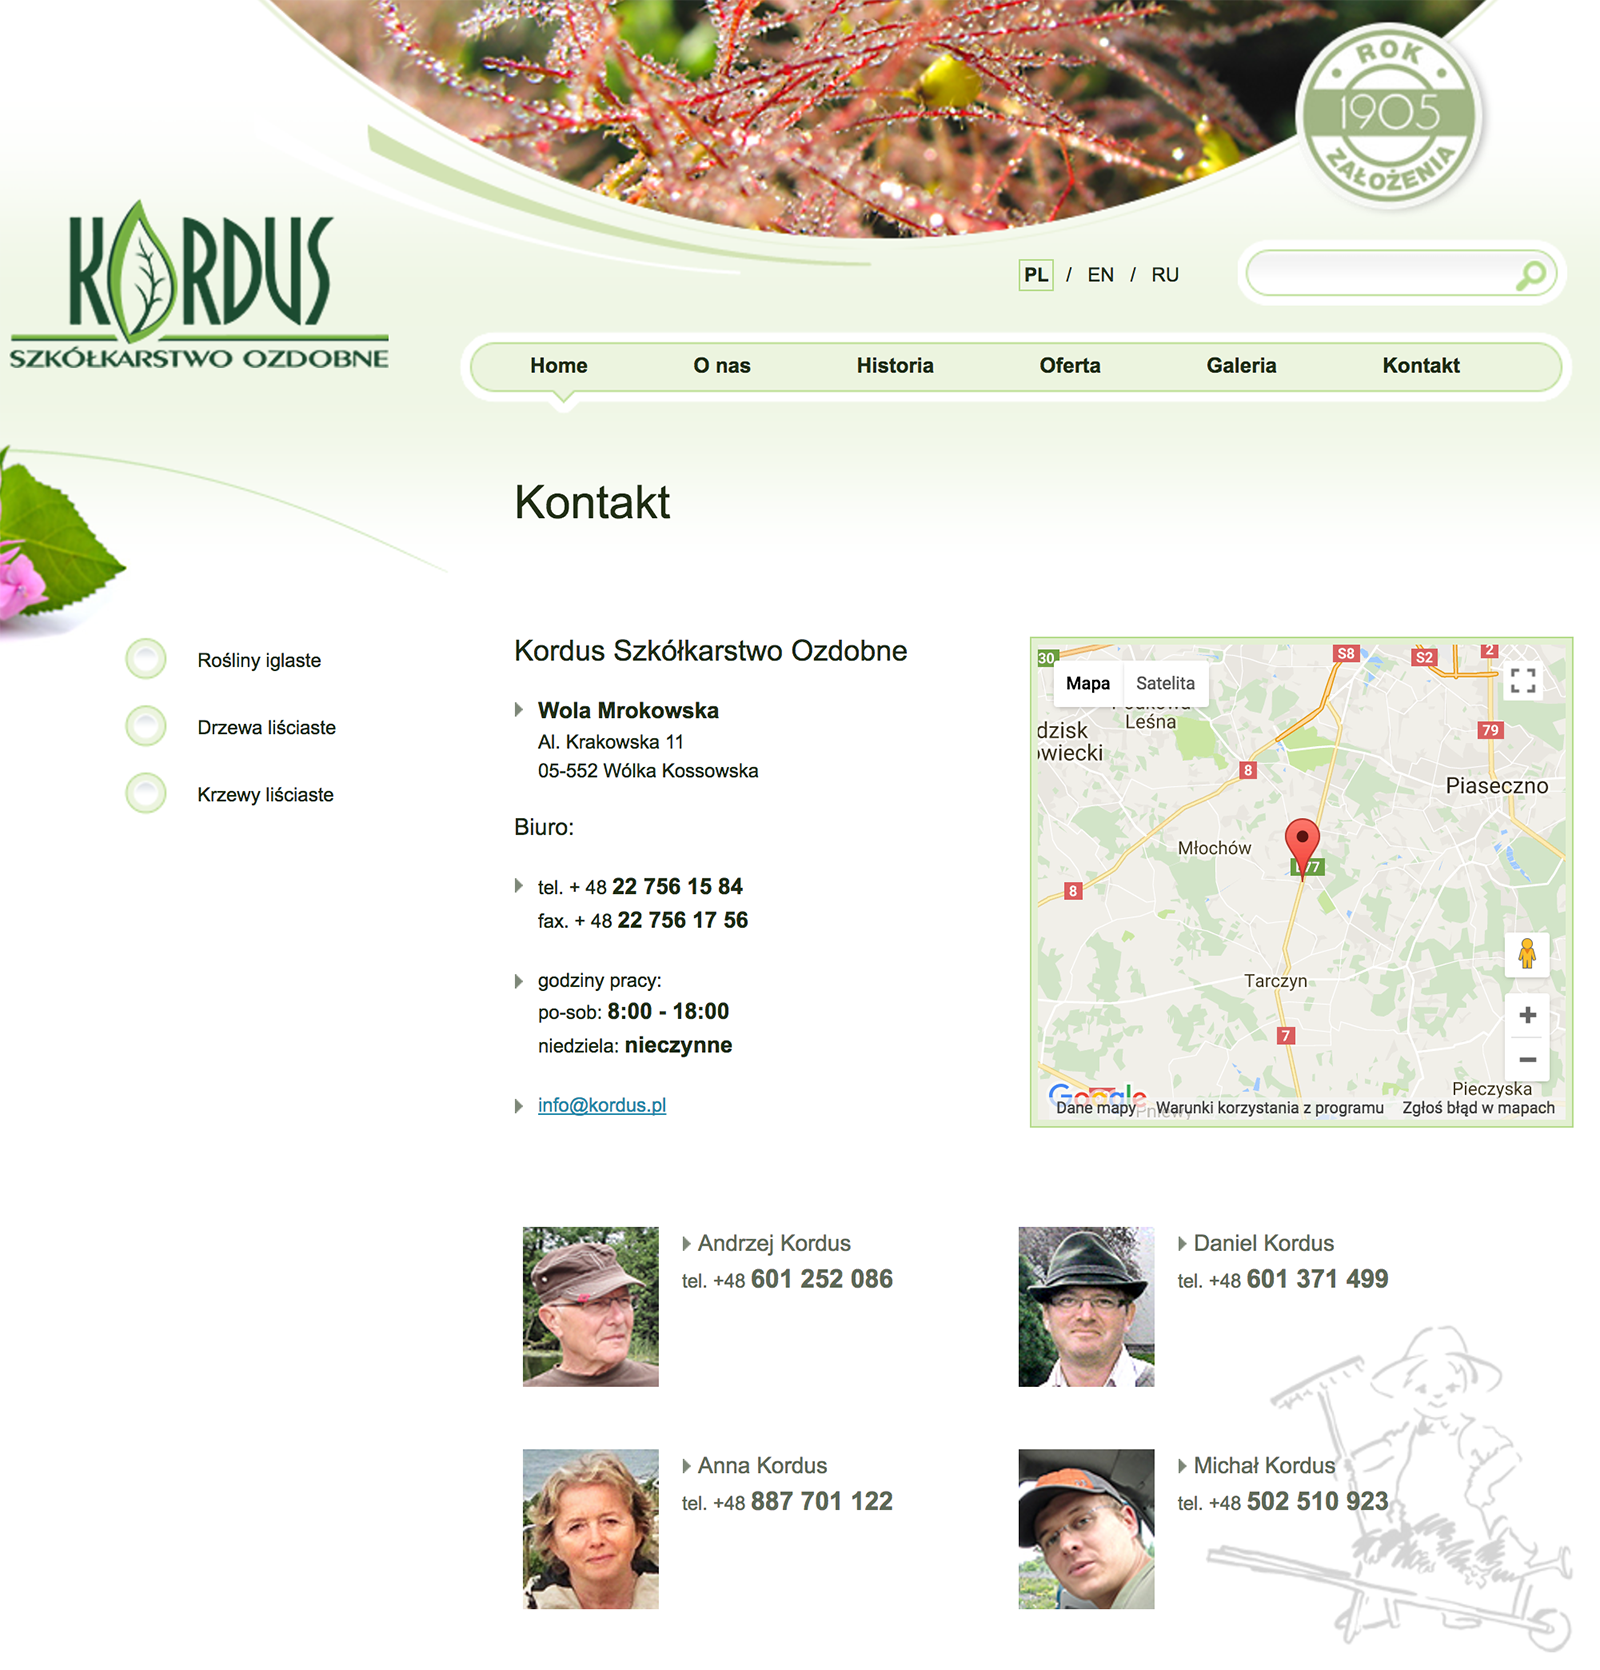 ROK
1905
ZAŁOŻENIA
KORDUS
SZKÓŁKARSTWO OZDOBNE
PL / EN / RU
Home O nas Historia Oferta Galeria Kontakt
Kontakt
Rośliny iglaste
Drzewa liściaste
Krzewy liściaste
Kordus Szkółkarstwo Ozdobne
Wola Mrokowska
Al. Krakowska 11
05-552 Wólka Kossowska
Biuro:
tel. + 48 22 756 15 84
fax. + 48 22 756 17 56
godziny pracy:
po-sob: 8:00 - 18:00
niedziela: nieczynne
info@kordus.pl
30
S8
S2
2
Mapa Satelita
Leśna
dzisk
owiecki
79
8
Piaseczno
Młochów
77
8
Tarczyn
7
Pieczyska
Google
Dane mapy Warunki korzystania z programu Zgłoś błąd w mapach
Andrzej Kordus
tel. +48 601 252 086
Daniel Kordus
tel. +48 601 371 499
Anna Kordus
tel. +48 887 701 122
Michał Kordus
tel. +48 502 510 923